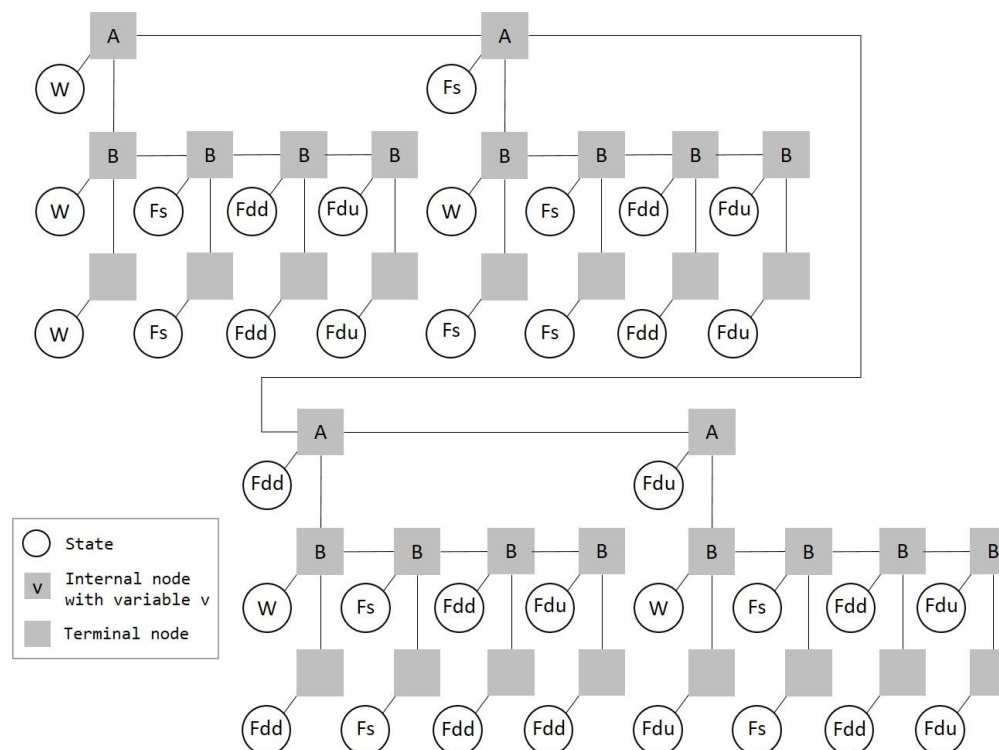 A A
W Fs
B B B B B B B B
W Fs Fdd Fdu W Fs Fdd Fdu
W Fs Fdd Fdu Fs Fs Fdd Fdu
A A
Fdd Fdu
B B B B B B B B
W Fs Fdd Fdu W Fs Fdd Fdu
Fdd Fs Fdd Fdd Fdu Fs Fdd Fdu
State
v Internal node
with variable v
Terminal node